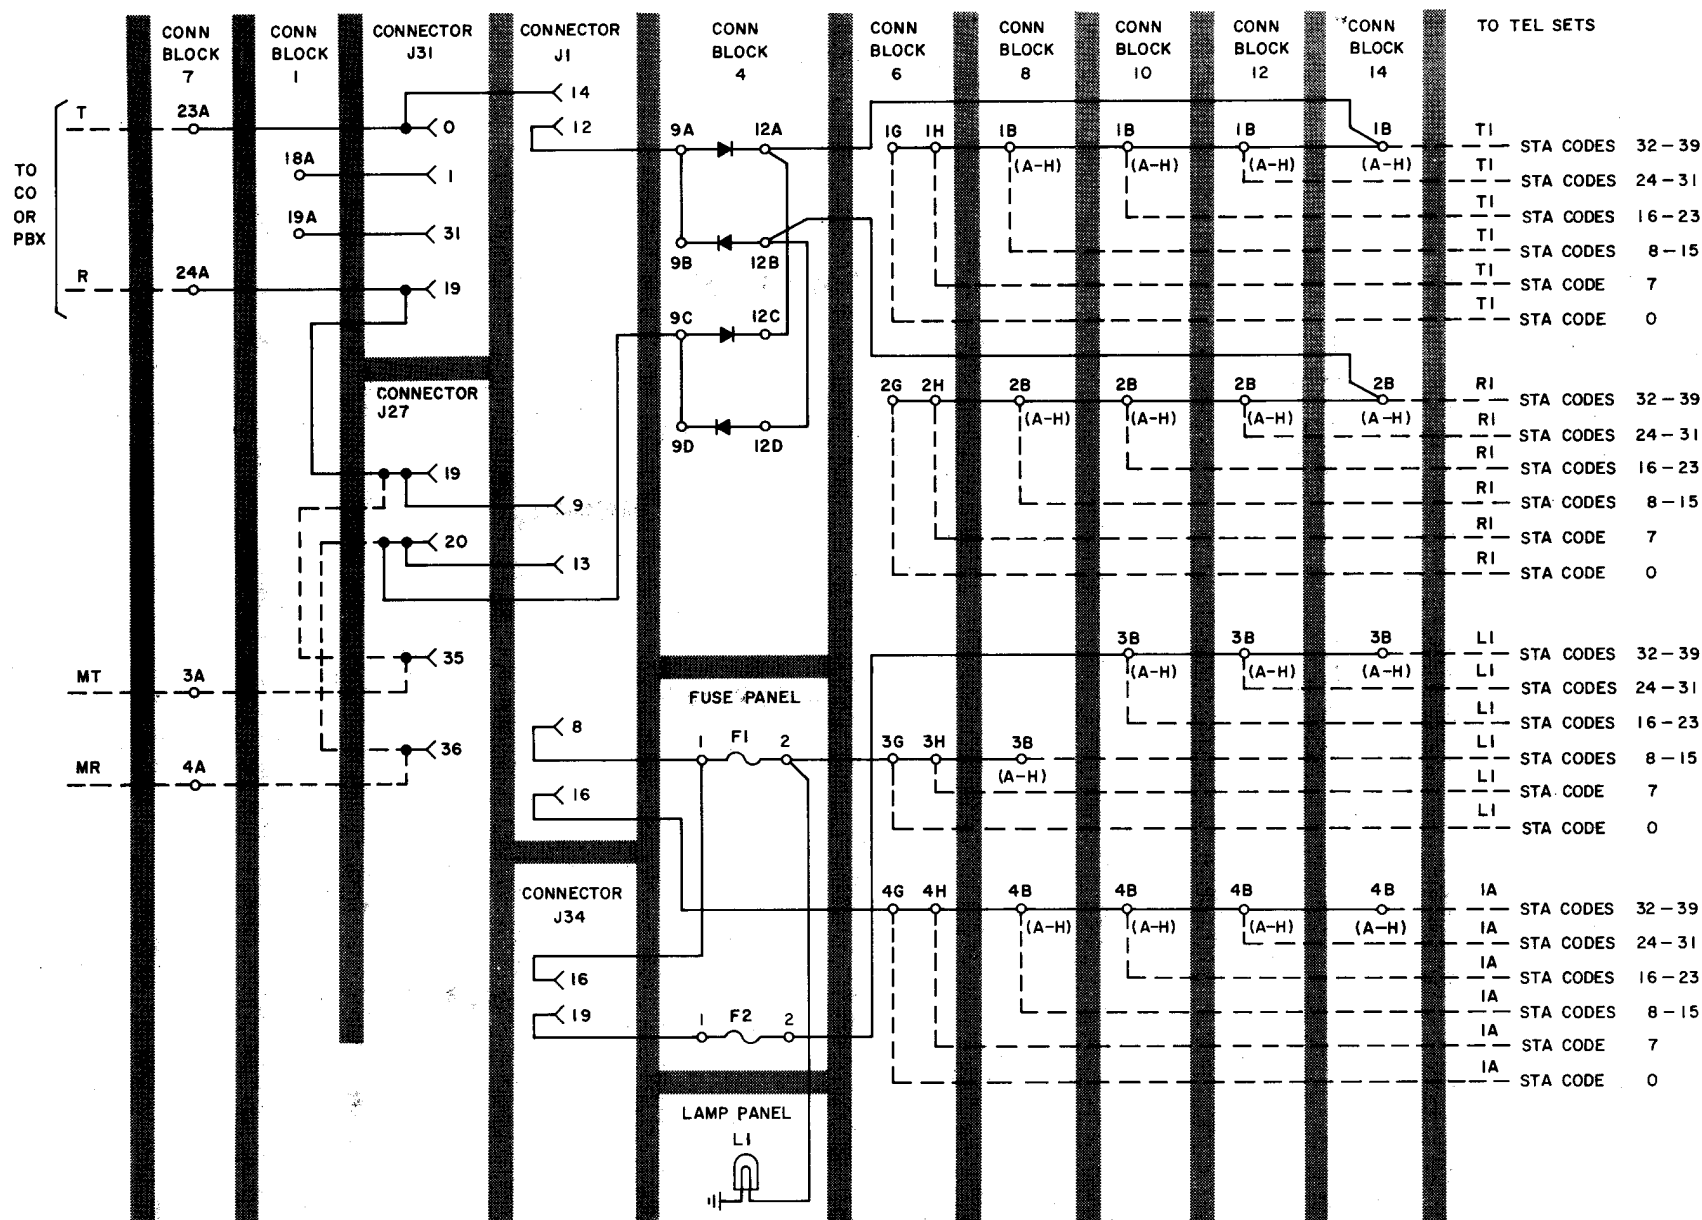 CONN BLOCK 7
CONN BLOCK 1
CONNECTOR J31
CONNECTOR J1
CONN BLOCK 4
CONN BLOCK 6
CONN BLOCK 8
CONN BLOCK 10
CONN BLOCK 12
CONN BLOCK 14
TO TEL SETS
TO CO OR PBX
T
23A
0
14
12
18A
1
19A
31
R
24A
19
9A
12A
9B
12B
9C
12C
9D
12D
1G
1H
1B
1B
1B
1B
(A-H)
(A-H)
(A-H)
(A-H)
T1 STA CODES 32-39
T1 STA CODES 24-31
T1 STA CODES 16-23
T1 STA CODES 8-15
T1 STA CODE 7
T1 STA CODE 0
CONNECTOR J27
19
9
20
13
2G
2H
2B
2B
2B
2B
(A-H)
(A-H)
(A-H)
(A-H)
R1 STA CODES 32-39
R1 STA CODES 24-31
R1 STA CODES 16-23
R1 STA CODES 8-15
R1 STA CODE 7
R1 STA CODE 0
35
MT
3A
36
MR
4A
FUSE PANEL
8
1
F1
2
16
3G
3H
3B
(A-H)
3B
3B
3B
(A-H)
(A-H)
(A-H)
L1 STA CODES 32-39
L1 STA CODES 24-31
L1 STA CODES 16-23
L1 STA CODES 8-15
L1 STA CODE 7
L1 STA CODE 0
CONNECTOR J34
16
19
1
F2
2
4G
4H
4B
4B
4B
4B
(A-H)
(A-H)
(A-H)
(A-H)
1A STA CODES 32-39
1A STA CODES 24-31
1A STA CODES 16-23
1A STA CODES 8-15
1A STA CODE 7
1A STA CODE 0
LAMP PANEL
L1